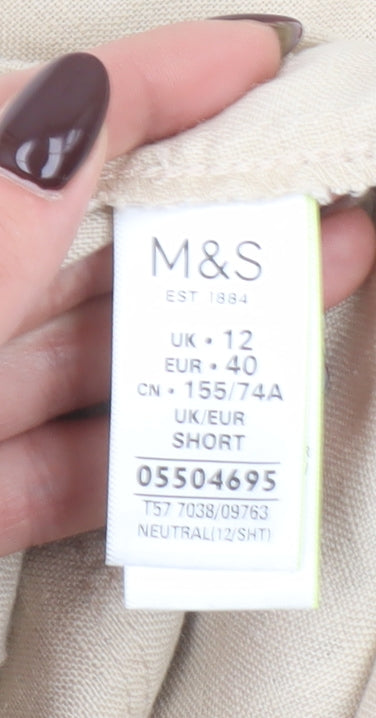 M&S
EST 1884
UK • 12
EUR • 40
CN • 155/74A
UK/EUR
SHORT
05504695
T57 7038/09763
NEUTRAL(12/SHT)